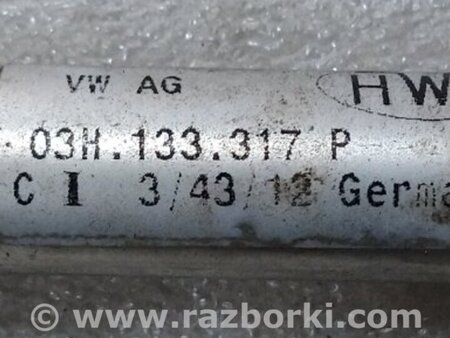 VW AG HW
03H.133.317 P
C I 3/43/12 Germa
© www.razborki.com/